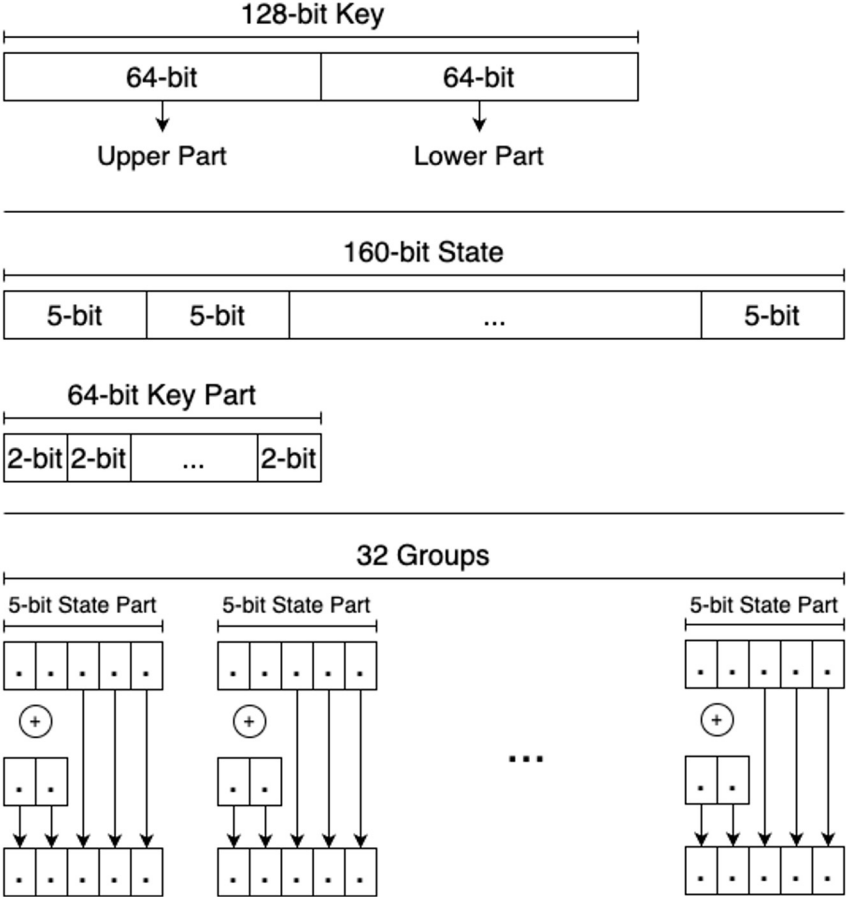 128-bit Key
64-bit 64-bit
Upper Part Lower Part
160-bit State
5-bit 5-bit ... 5-bit
64-bit Key Part
2-bit 2-bit ... 2-bit
32 Groups
5-bit State Part 5-bit State Part 5-bit State Part
. . . . . . . . . . . . . . .
+ + +
...
. . . . . .
. . . . . . . . . . . . . . .